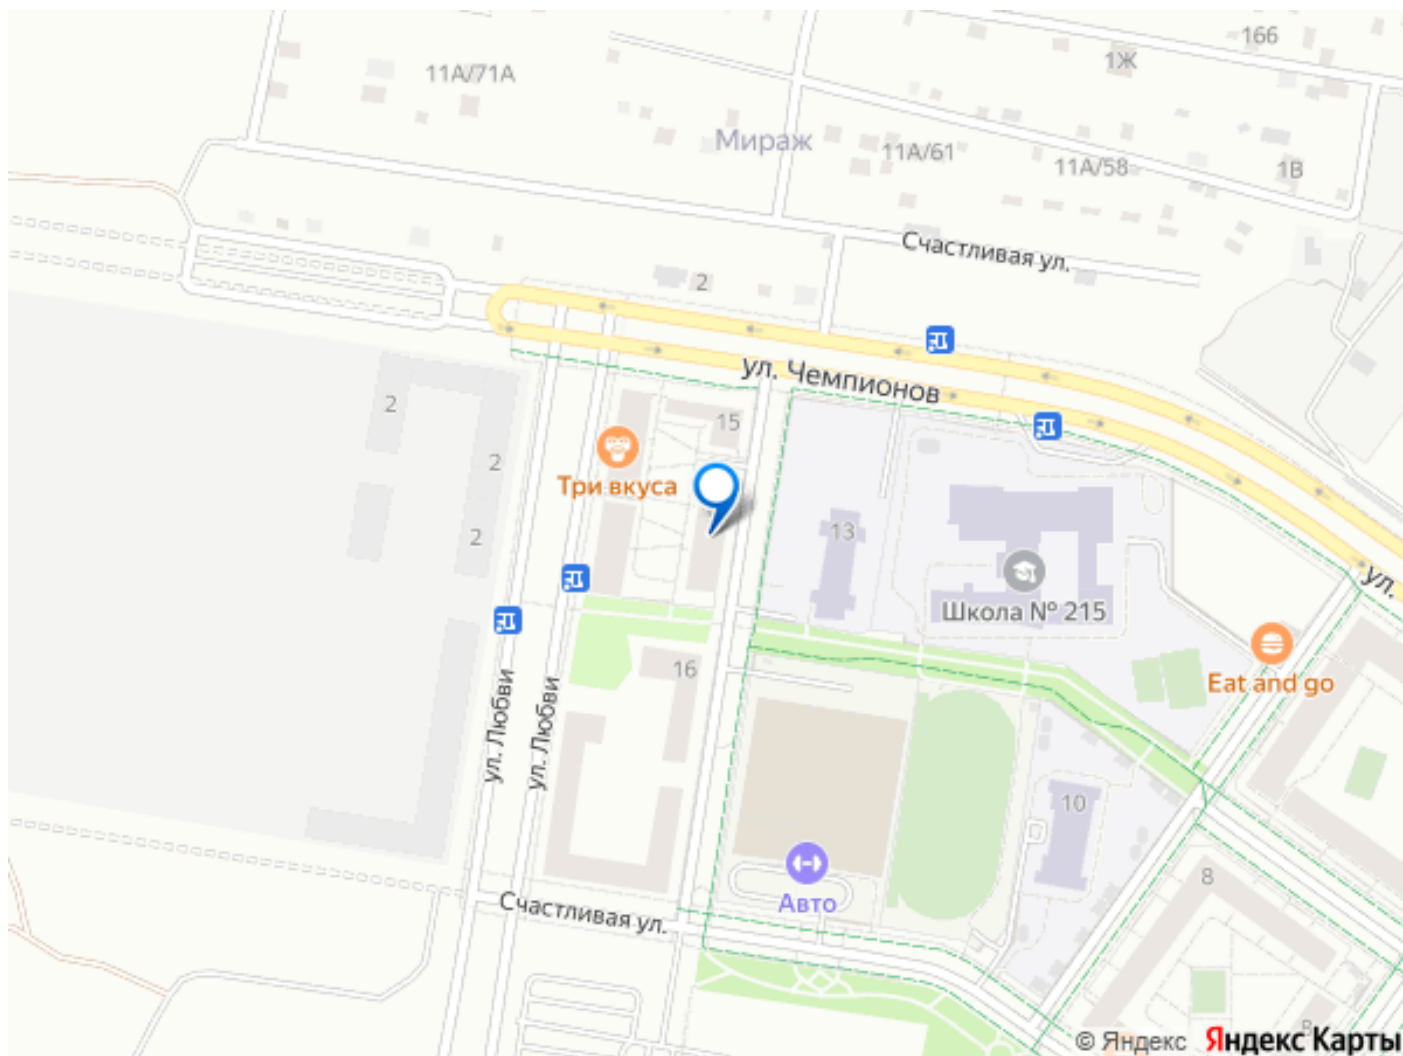 166
1Ж
11А/71А
Мираж
11А/61
11А/58
1В
Счастливая ул.
2
ул. Чемпионов
2
15
2
Три вкуса
13
2
ул.
Школа № 215
16
Eat and go
ул. Любви
ул. Любви
10
8
Авто
Счастливая ул.
© Яндекс Яндекс Карты